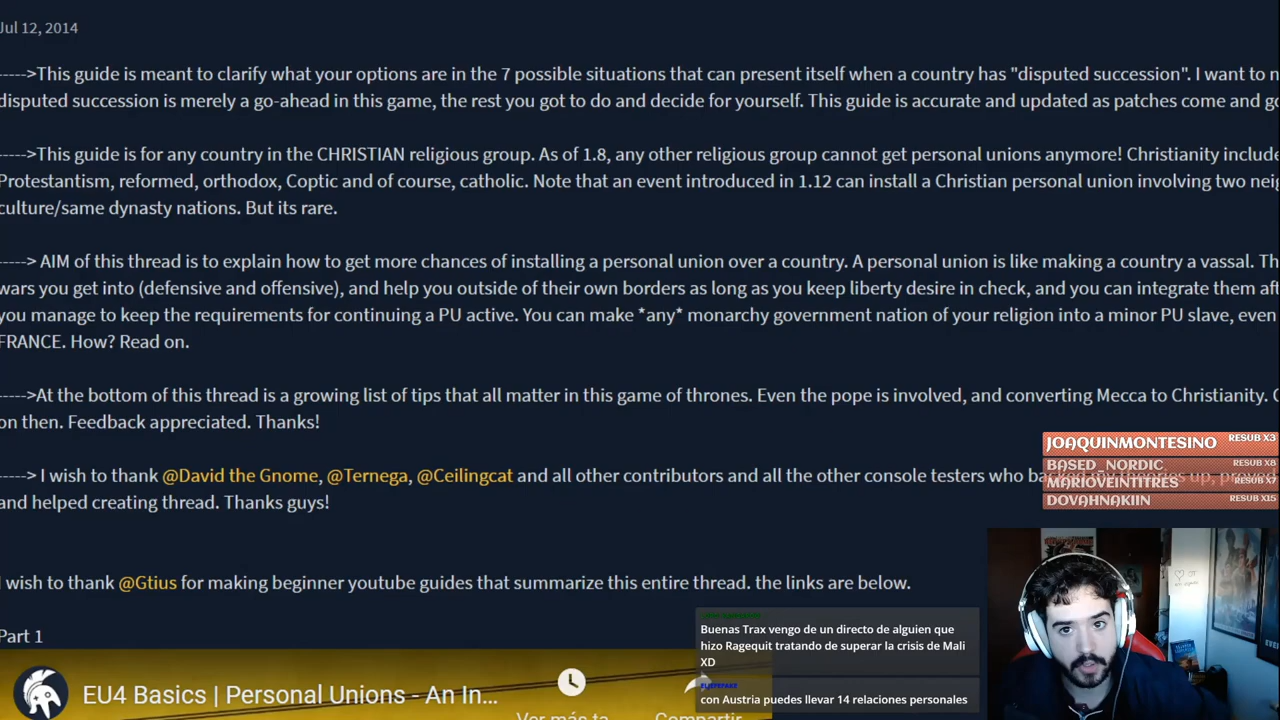 Jul 12, 2014
---->This guide is meant to clarify what your options are in the 7 possible situations that can present itself when a country has "disputed succession". I want to n
disputed succession is merely a go-ahead in this game, the rest you got to do and decide for yourself. This guide is accurate and updated as patches come and go
---->This guide is for any country in the CHRISTIAN religious group. As of 1.8, any other religious group cannot get personal unions anymore! Christianity include
Protestantism, reformed, orthodox, Coptic and of course, catholic. Note that an event introduced in 1.12 can install a Christian personal union involving two neig
culture/same dynasty nations. But its rare.
----> AIM of this thread is to explain how to get more chances of installing a personal union over a country. A personal union is like making a country a vassal. Th
wars you get into (defensive and offensive), and help you outside of their own borders as long as you keep liberty desire in check, and you can integrate them aft
you manage to keep the requirements for continuing a PU active. You can make *any* monarchy government nation of your religion into a minor PU slave, even
FRANCE. How? Read on.
---->At the bottom of this thread is a growing list of tips that all matter in this game of thrones. Even the pope is involved, and converting Mecca to Christianity.
on then. Feedback appreciated. Thanks!
JOAQUINMONTESINO RESUB X3
BASED_NORDIC RESUB X6
MARIOVEINTITRES RESUB X7
DOVAHNAKIIN RESUB X15
----> I wish to thank @David the Gnome, @Ternega, @Ceilingcat and all other contributors and all the other console testers who
and helped creating thread. Thanks guys!
I wish to thank @Gtius for making beginner youtube guides that summarize this entire thread. the links are below.
Part 1
EU4 Basics | Personal Unions - An In...
Ver más ta
Compartir
Buenas Trax vengo de un directo de alguien que
hizo Ragequit tratando de superar la crisis de Mali
XD
con Austria puedes llevar 14 relaciones personales